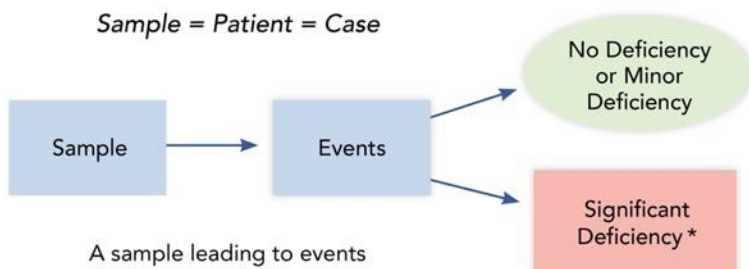 Sample = Patient = Case
No Deficiency
or Minor
Deficiency
Sample
Events
Significant
Deficiency *
A sample leading to events